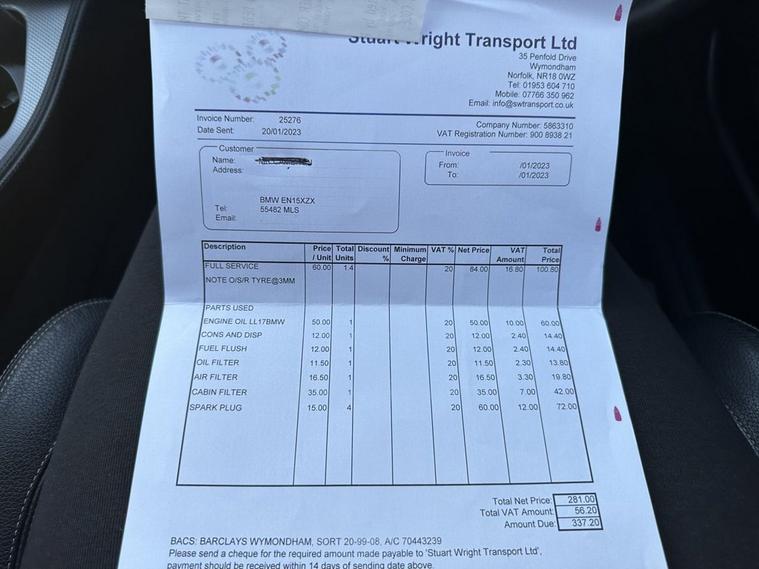 Wright Transport Ltd
35 Penfold Drive
Wymondham
Norfolk, NR18 0WZ
Tel: 01953 604 710
Mobile: 07766 350 962
Email: info@swtransport.co.uk
Invoice Number: 25276
Date Sent: 20/01/2023
Company Number: 5863310
VAT Registration Number: 900 8938 21
Customer
Name:
Address:
BMW EN15XZX
Tel: 55482 MLS
Email:
Invoice
From: /01/2023
To: /01/2023
Description Price / Unit Total Units Discount % Minimum Charge VAT % Net Price VAT Amount Total Price
FULL SERVICE 60.00 1.4 20 84.00 16.80 100.80
NOTE O/S/R TYRE@3MM
PARTS USED
ENGINE OIL LL17BMW 50.00 1 20 50.00 10.00 60.00
CONS AND DISP 12.00 1 20 12.00 2.40 14.40
FUEL FLUSH 12.00 1 20 12.00 2.40 14.40
OIL FILTER 11.50 1 20 11.50 2.30 13.80
AIR FILTER 16.50 1 20 16.50 3.30 19.80
CABIN FILTER 35.00 1 20 35.00 7.00 42.00
SPARK PLUG 15.00 4 20 60.00 12.00 72.00
Total Net Price: 281.00
Total VAT Amount: 56.20
Amount Due: 337.20
BACS: BARCLAYS WYMONDHAM, SORT 20-99-08, A/C 70443239
Please send a cheque for the required amount made payable to 'Stuart Wright Transport Ltd',
payment should be received within 14 days of sending date above.